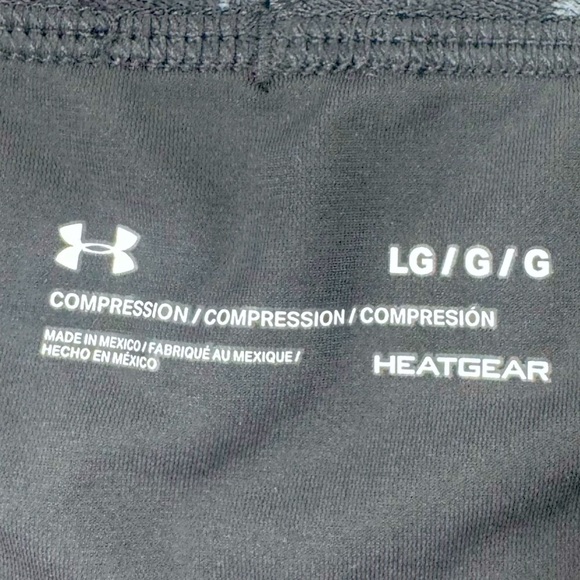 LG / G / G
COMPRESSION / COMPRESSION / COMPRESIÓN
MADE IN MEXICO / FABRIQUÉ AU MEXIQUE /
HECHO EN MÉXICO
HEATGEAR